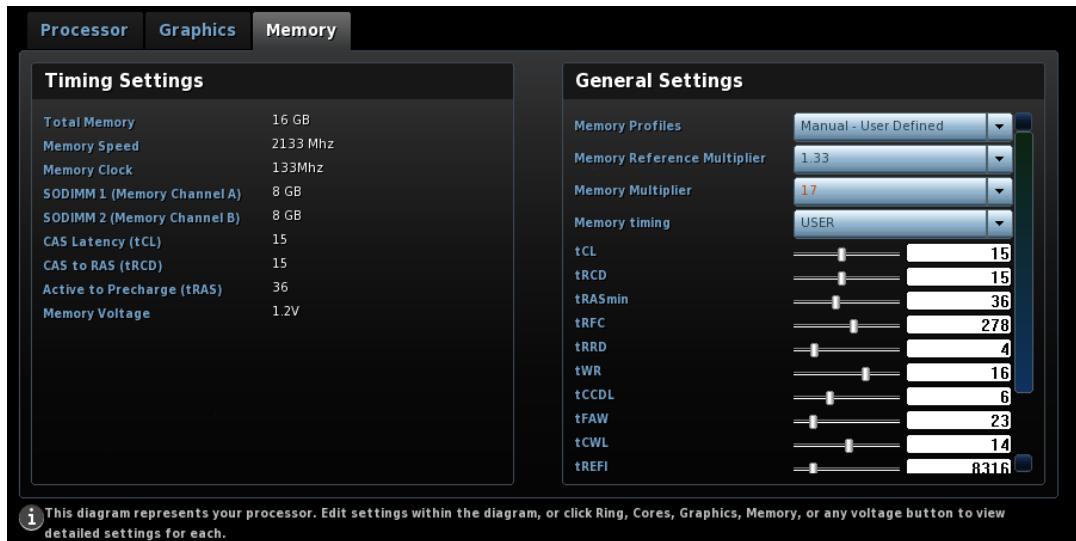 Processor Graphics Memory
Timing Settings
Total Memory 16 GB
Memory Speed 2133 Mhz
Memory Clock 133Mhz
SODIMM 1 (Memory Channel A) 8 GB
SODIMM 2 (Memory Channel B) 8 GB
CAS Latency (tCL) 15
CAS to RAS (tRCD) 15
Active to Precharge (tRAS) 36
Memory Voltage 1.2V
General Settings
Memory Profiles Manual - User Defined
Memory Reference Multiplier 1.33
Memory Multiplier 17
Memory timing USER
tCL 15
tRCD 15
tRASmin 36
tRFC 278
tRRD 4
tWR 16
tCCDL 6
tFAW 23
tCWL 14
tREFI 8316
i This diagram represents your processor. Edit settings within the diagram, or click Ring, Cores, Graphics, Memory, or any voltage button to view
detailed settings for each.